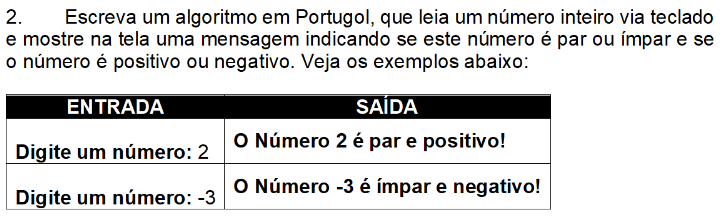 2. Escreva um algoritmo em Portugol, que leia um número inteiro via teclado
e mostre na tela uma mensagem indicando se este número é par ou ímpar e se
o número é positivo ou negativo. Veja os exemplos abaixo:
ENTRADA SAÍDA
Digite um número: 2 O Número 2 é par e positivo!
Digite um número: -3 O Número -3 é ímpar e negativo!